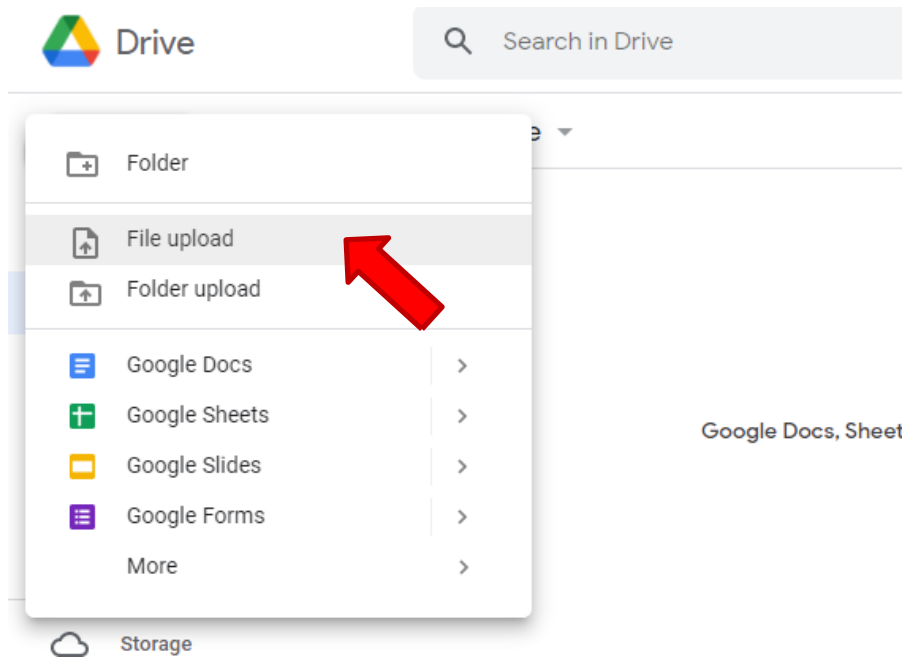 Drive
Search in Drive
e
Folder
File upload
Folder upload
Google Docs
Google Sheets
Google Docs, Sheet
Google Slides
Google Forms
More
Storage